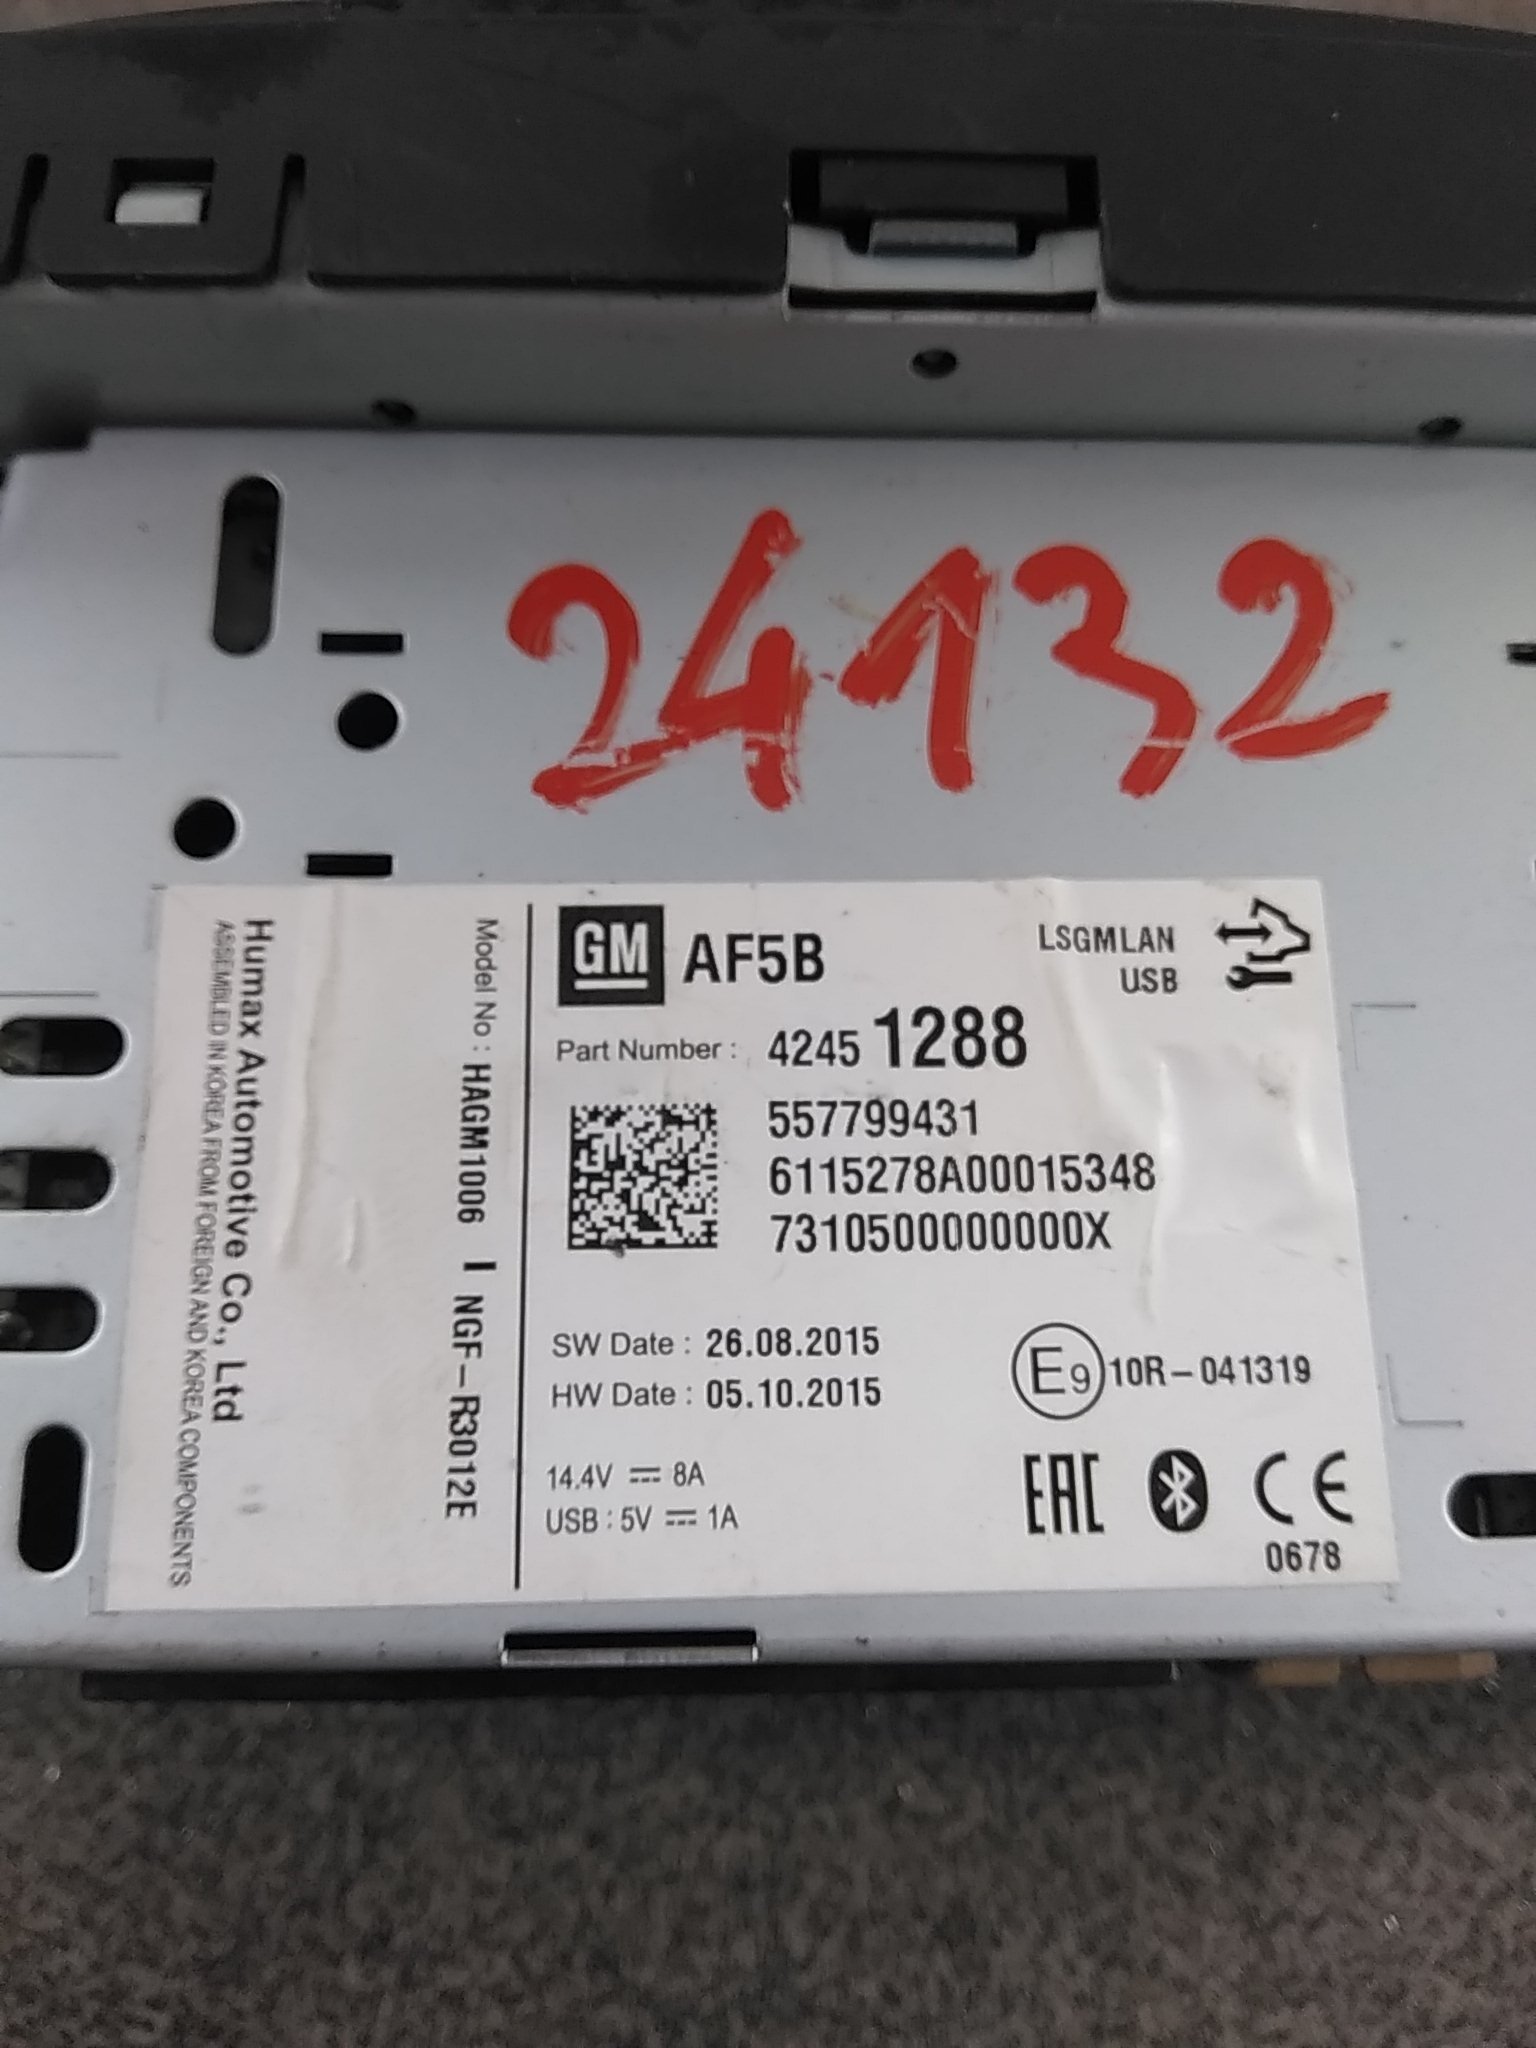 24132
GM AF5B
LSGMLAN
USB
Part Number : 4245 1288
557799431
6115278A00015348
7310500000000X
SW Date : 26.08.2015
HW Date : 05.10.2015
E9 10R-041319
14.4V ⎓ 8A
USB : 5V ⎓ 1A
EAC
CE
0678
Model No : HAGM1006 I NGF-R3012E
Humax Automotive Co., Ltd
ASSEMBLED IN KOREA FROM FOREIGN AND KOREA COMPONENTS